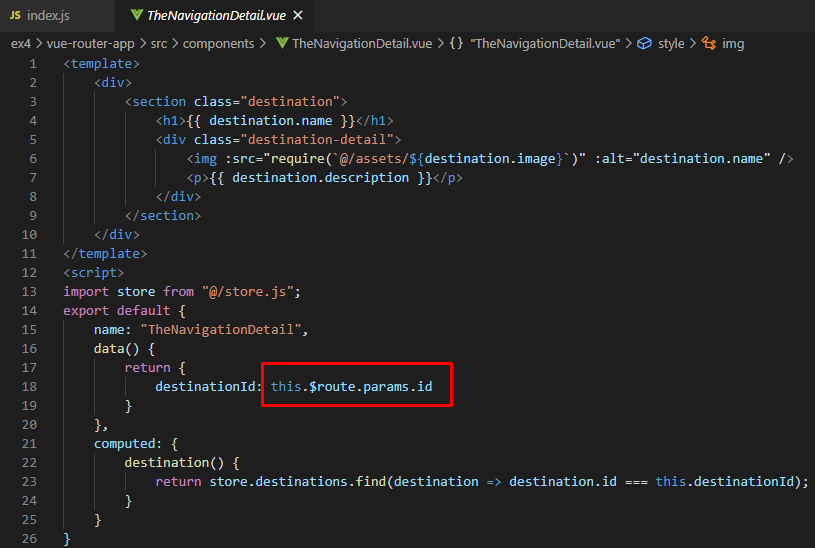 JS index.js TheNavigationDetail.vue ×
ex4 > vue-router-app > src > components > TheNavigationDetail.vue > {} "TheNavigationDetail.vue" > style > img
1 <template>
2 <div>
3 <section class="destination">
4 <h1>{{ destination.name }}</h1>
5 <div class="destination-detail">
6 <img :src="require(`@/assets/${destination.image}`)" :alt="destination.name" />
7 <p>{{ destination.description }}</p>
8 </div>
9 </section>
10 </div>
11 </template>
12 <script>
13 import store from "@/store.js";
14 export default {
15 name: "TheNavigationDetail",
16 data() {
17 return {
18 destinationId: this.$route.params.id
19 }
20 },
21 computed: {
22 destination() {
23 return store.destinations.find(destination => destination.id === this.destinationId);
24 }
25 }
26 }